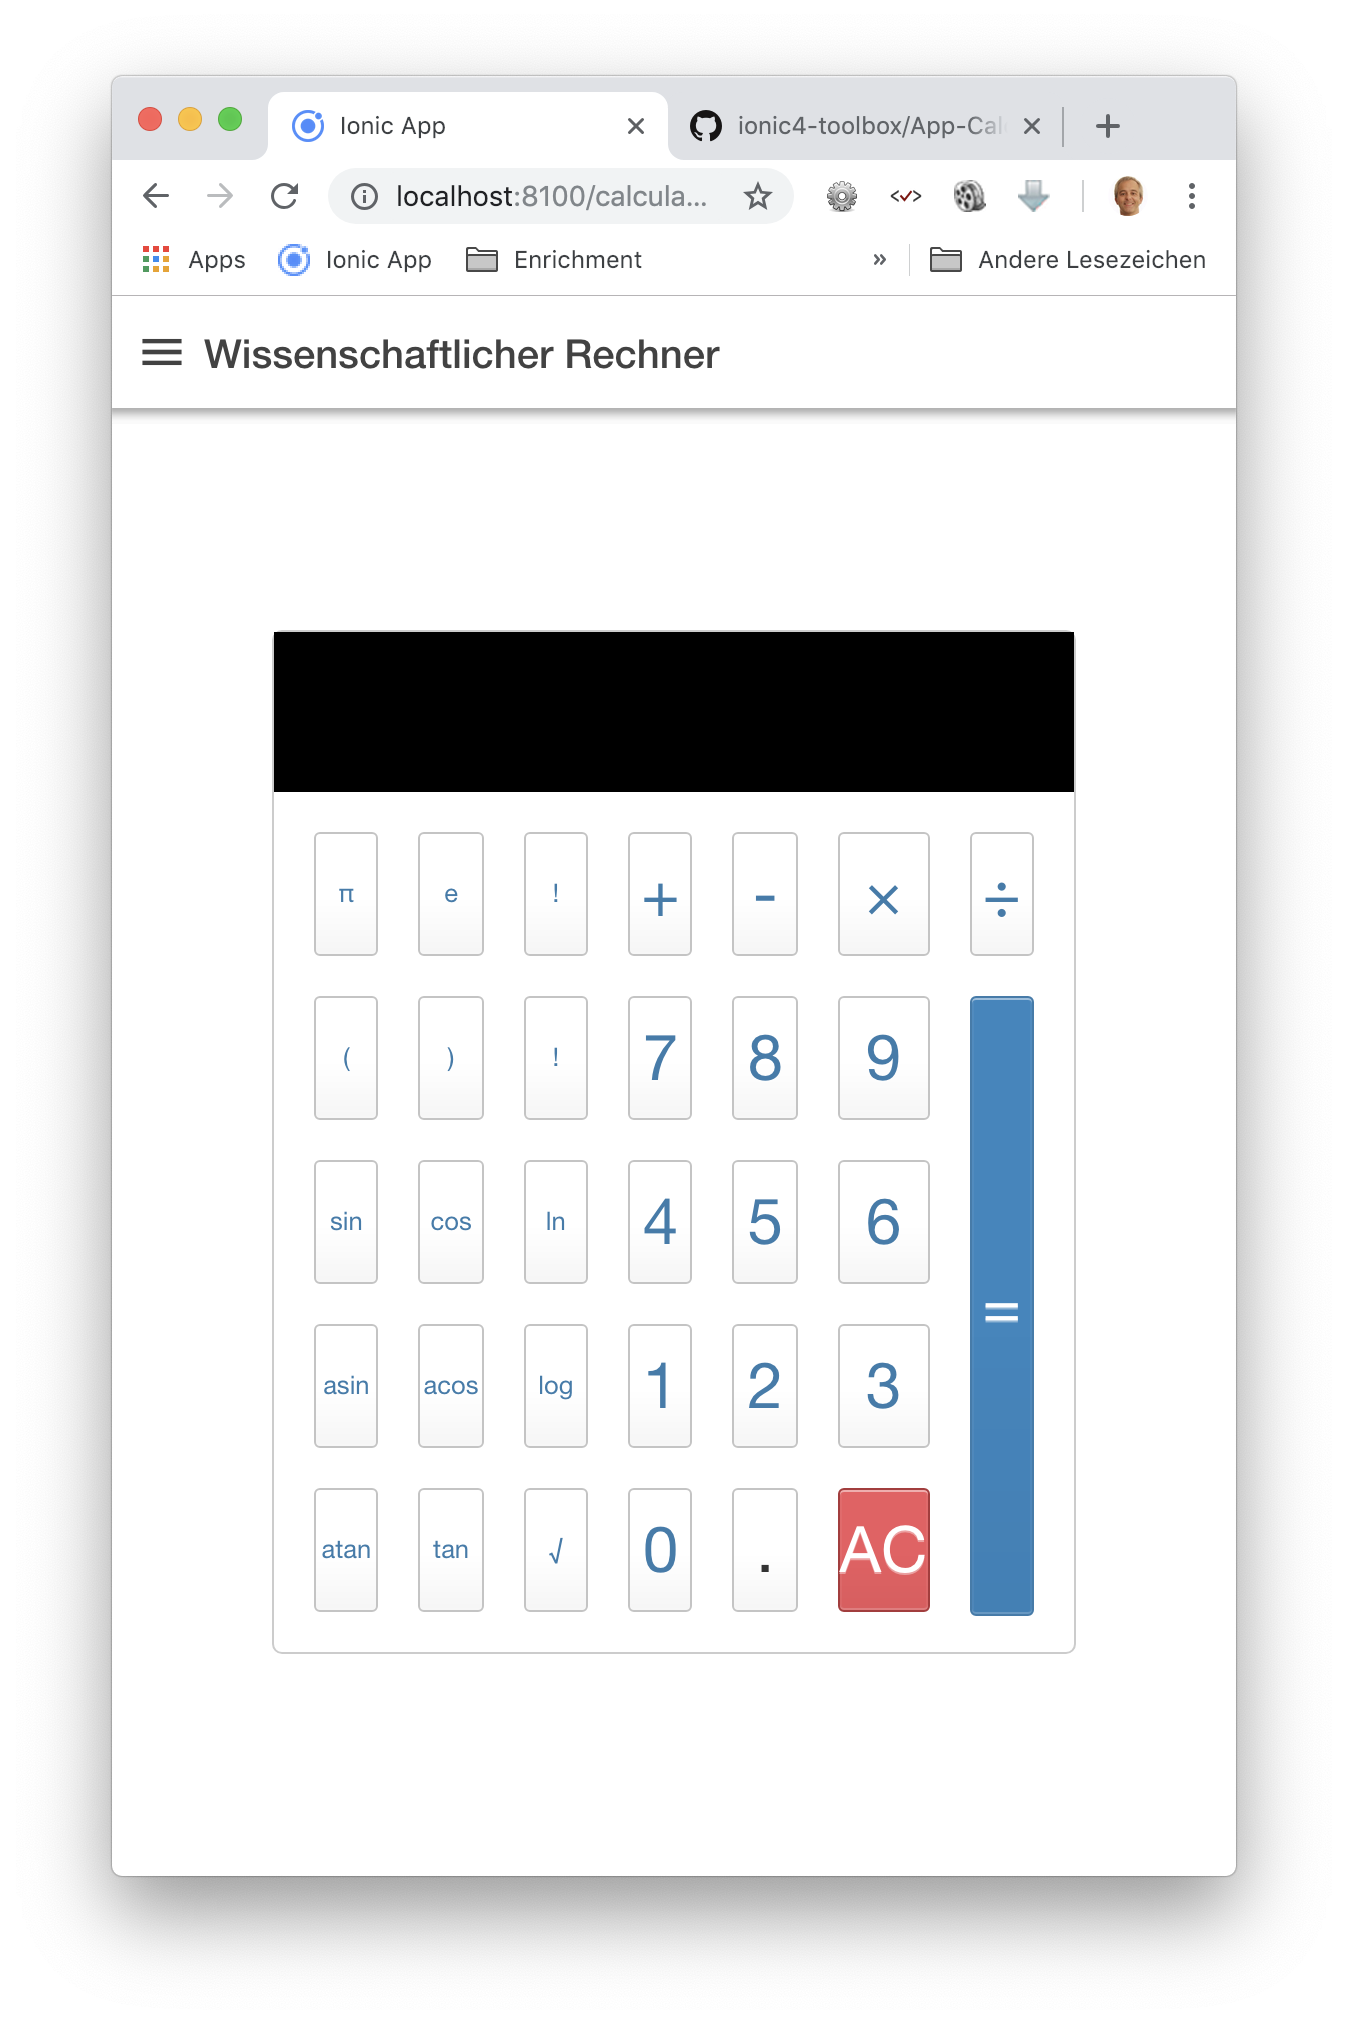 Ionic App
ionic4-toolbox/App-Cal
localhost:8100/calcula...
Apps Ionic App Enrichment » Andere Lesezeichen
Wissenschaftlicher Rechner
π e ! + - × ÷
( ) ! 7 8 9
sin cos ln 4 5 6
=
asin acos log 1 2 3
atan tan √ 0 . AC